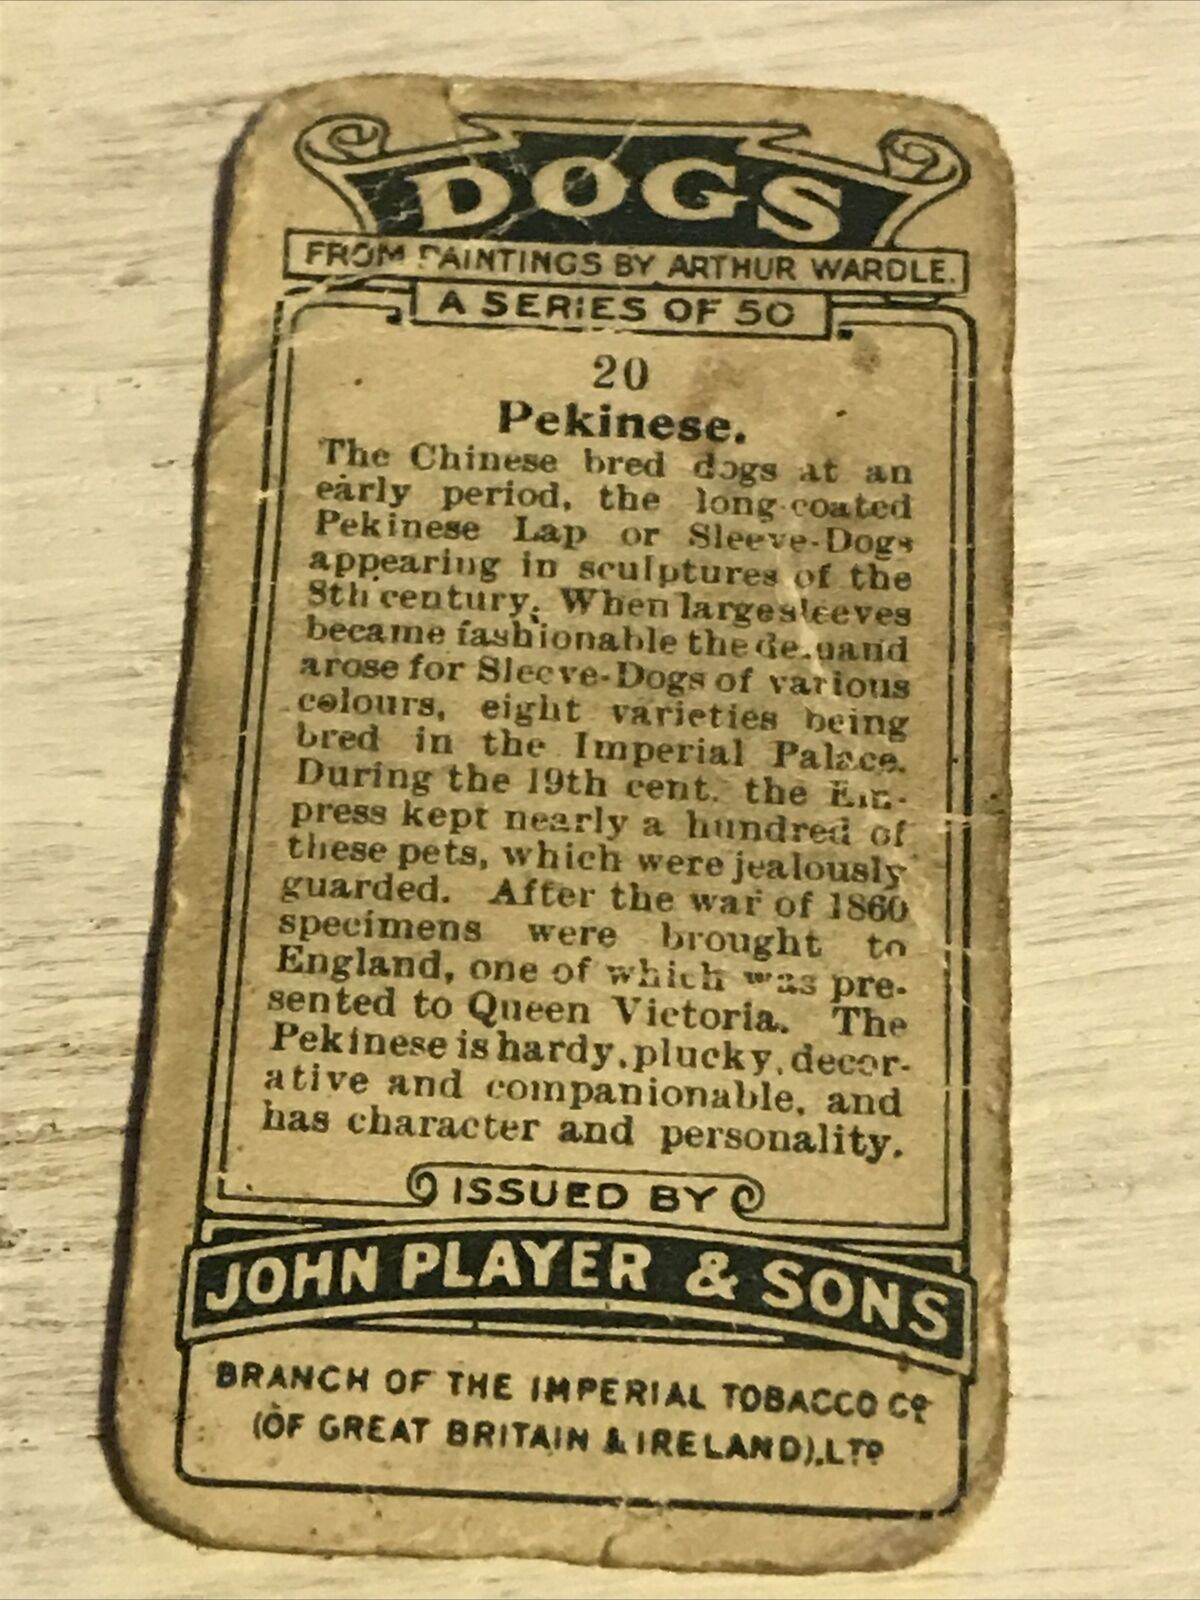 DOGS
FROM PAINTINGS BY ARTHUR WARDLE.
A SERIES OF 50
20
Pekinese.
The Chinese bred dogs at an
early period, the long-coated
Pekinese Lap or Sleeve-Dogs
appearing in sculptures of the
8th century. When large sleeves
became fashionable the demand
arose for Sleeve-Dogs of various
colours, eight varieties being
bred in the Imperial Palace.
During the 19th cent. the Em-
press kept nearly a hundred of
these pets, which were jealously
guarded. After the war of 1860
specimens were brought to
England, one of which was pre-
sented to Queen Victoria. The
Pekinese is hardy, plucky, decor-
ative and companionable, and
has character and personality.
ISSUED BY
JOHN PLAYER & SONS
BRANCH OF THE IMPERIAL TOBACCO Co.
(OF GREAT BRITAIN & IRELAND), LTD